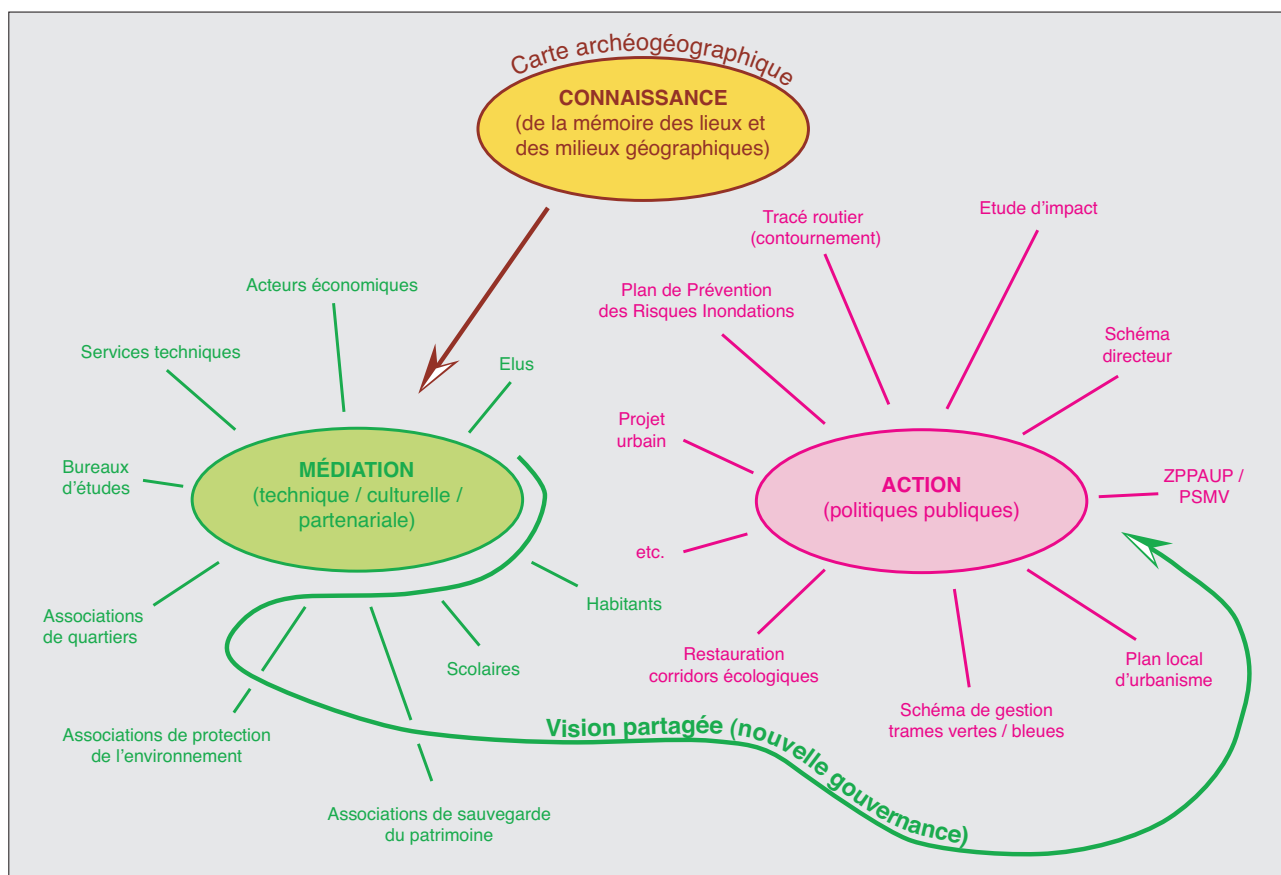 Carte archéogéographique
CONNAISSANCE
(de la mémoire des lieux et
des milieux géographiques)
Acteurs économiques
Services techniques
Elus
Bureaux
d'études
MÉDIATION
(technique / culturelle /
partenariale)
Associations
de quartiers
Habitants
Scolaires
Associations de protection
de l'environnement
Associations de sauvegarde
du patrimoine
Vision partagée (nouvelle gouvernance)
Tracé routier
(contournement)
Etude d'impact
Plan de Prévention
des Risques Inondations
Schéma
directeur
Projet
urbain
ACTION
(politiques publiques)
ZPPAUP /
PSMV
etc.
Restauration
corridors écologiques
Schéma de gestion
trames vertes / bleues
Plan local
d'urbanisme